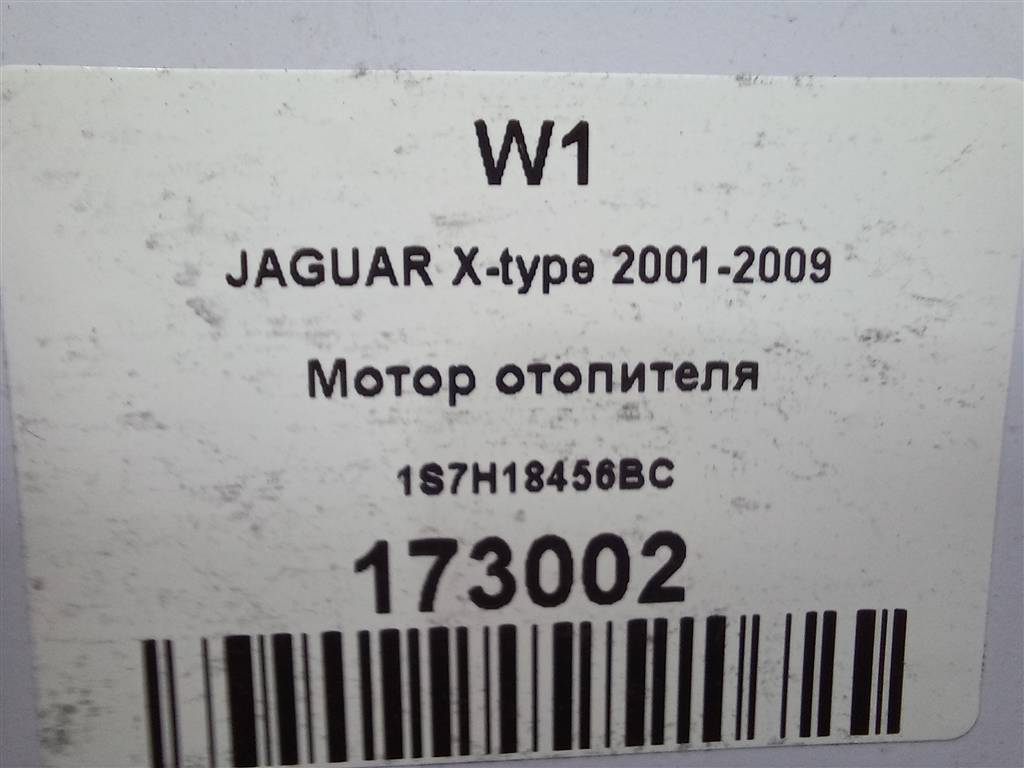 W1
JAGUAR X-type 2001-2009
Мотор отопителя
1S7H18456BC
173002